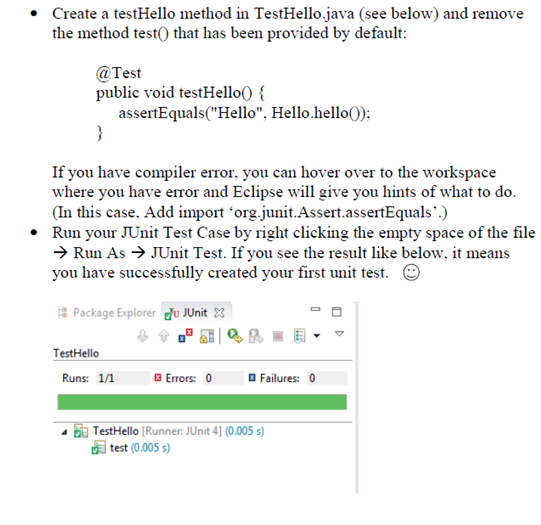 • Create a testHello method in TestHello.java (see below) and remove
the method test() that has been provided by default:
@Test
public void testHello() {
assertEquals("Hello", Hello.hello());
}
If you have compiler error, you can hover over to the workspace
where you have error and Eclipse will give you hints of what to do.
(In this case, Add import ‘org.junit.Assert.assertEquals’.)
• Run your JUnit Test Case by right clicking the empty space of the file
→ Run As → JUnit Test. If you see the result like below, it means
you have successfully created your first unit test. ☺
Package Explorer JU JUnit
TestHello
Runs: 1/1 Errors: 0 Failures: 0
TestHello [Runner: JUnit 4] (0.005 s)
test (0.005 s)